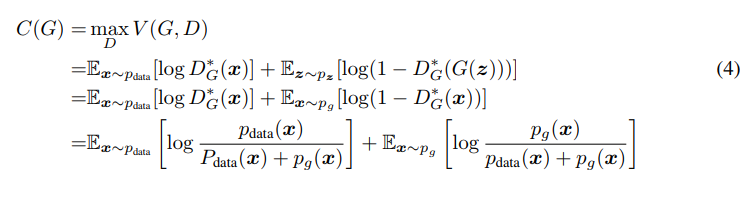 C(G) = max_D V(G, D)
=𝔼_{x∼p_data}[log D*_G(x)] + 𝔼_{z∼p_z}[log(1 − D*_G(G(z)))] (4)
=𝔼_{x∼p_data}[log D*_G(x)] + 𝔼_{x∼p_g}[log(1 − D*_G(x))]
=𝔼_{x∼p_data} [log p_data(x) / (P_data(x) + p_g(x))] + 𝔼_{x∼p_g} [log p_g(x) / (p_data(x) + p_g(x))]